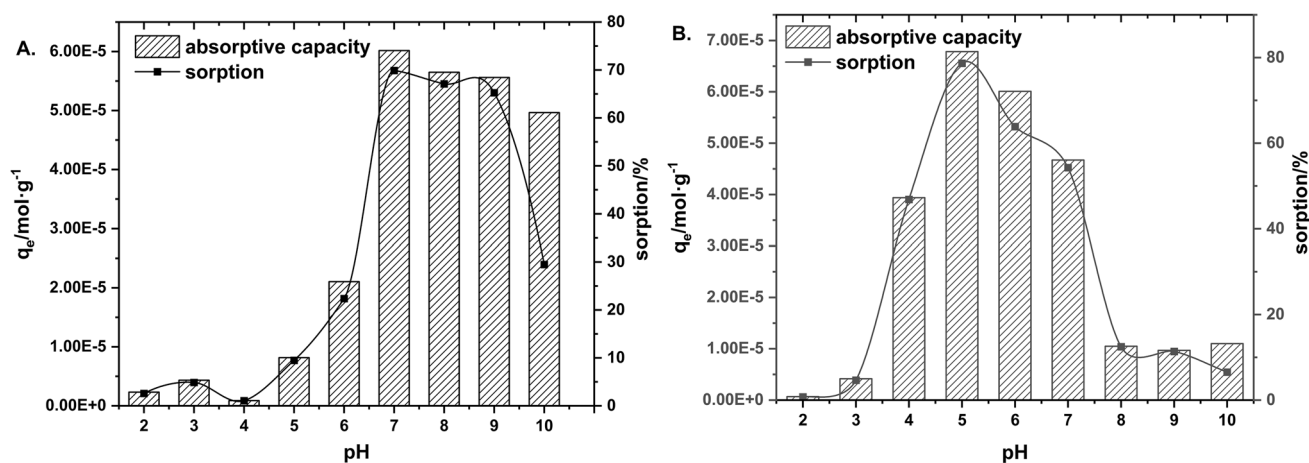 A.
absorptive capacity
sorption
6.00E-5
5.00E-5
4.00E-5
3.00E-5
2.00E-5
1.00E-5
0.00E+0
qe/mol·g-1
80
70
60
50
40
30
20
10
0
sorption/%
2 3 4 5 6 7 8 9 10
pH
B.
absorptive capacity
sorption
7.00E-5
6.00E-5
5.00E-5
4.00E-5
3.00E-5
2.00E-5
1.00E-5
0.00E+0
qe/mol·g-1
80
60
40
20
0
sorption/%
2 3 4 5 6 7 8 9 10
pH